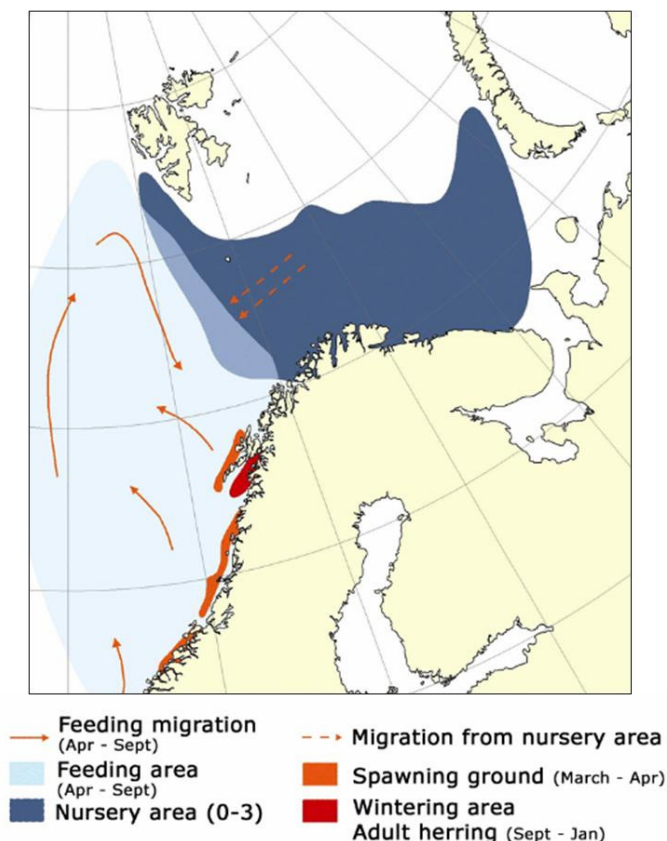 Feeding migration
(Apr - Sept)
Feeding area
(Apr - Sept)
Nursery area (0-3)
Migration from nursery area
Spawning ground (March - Apr)
Wintering area
Adult herring (Sept - Jan)